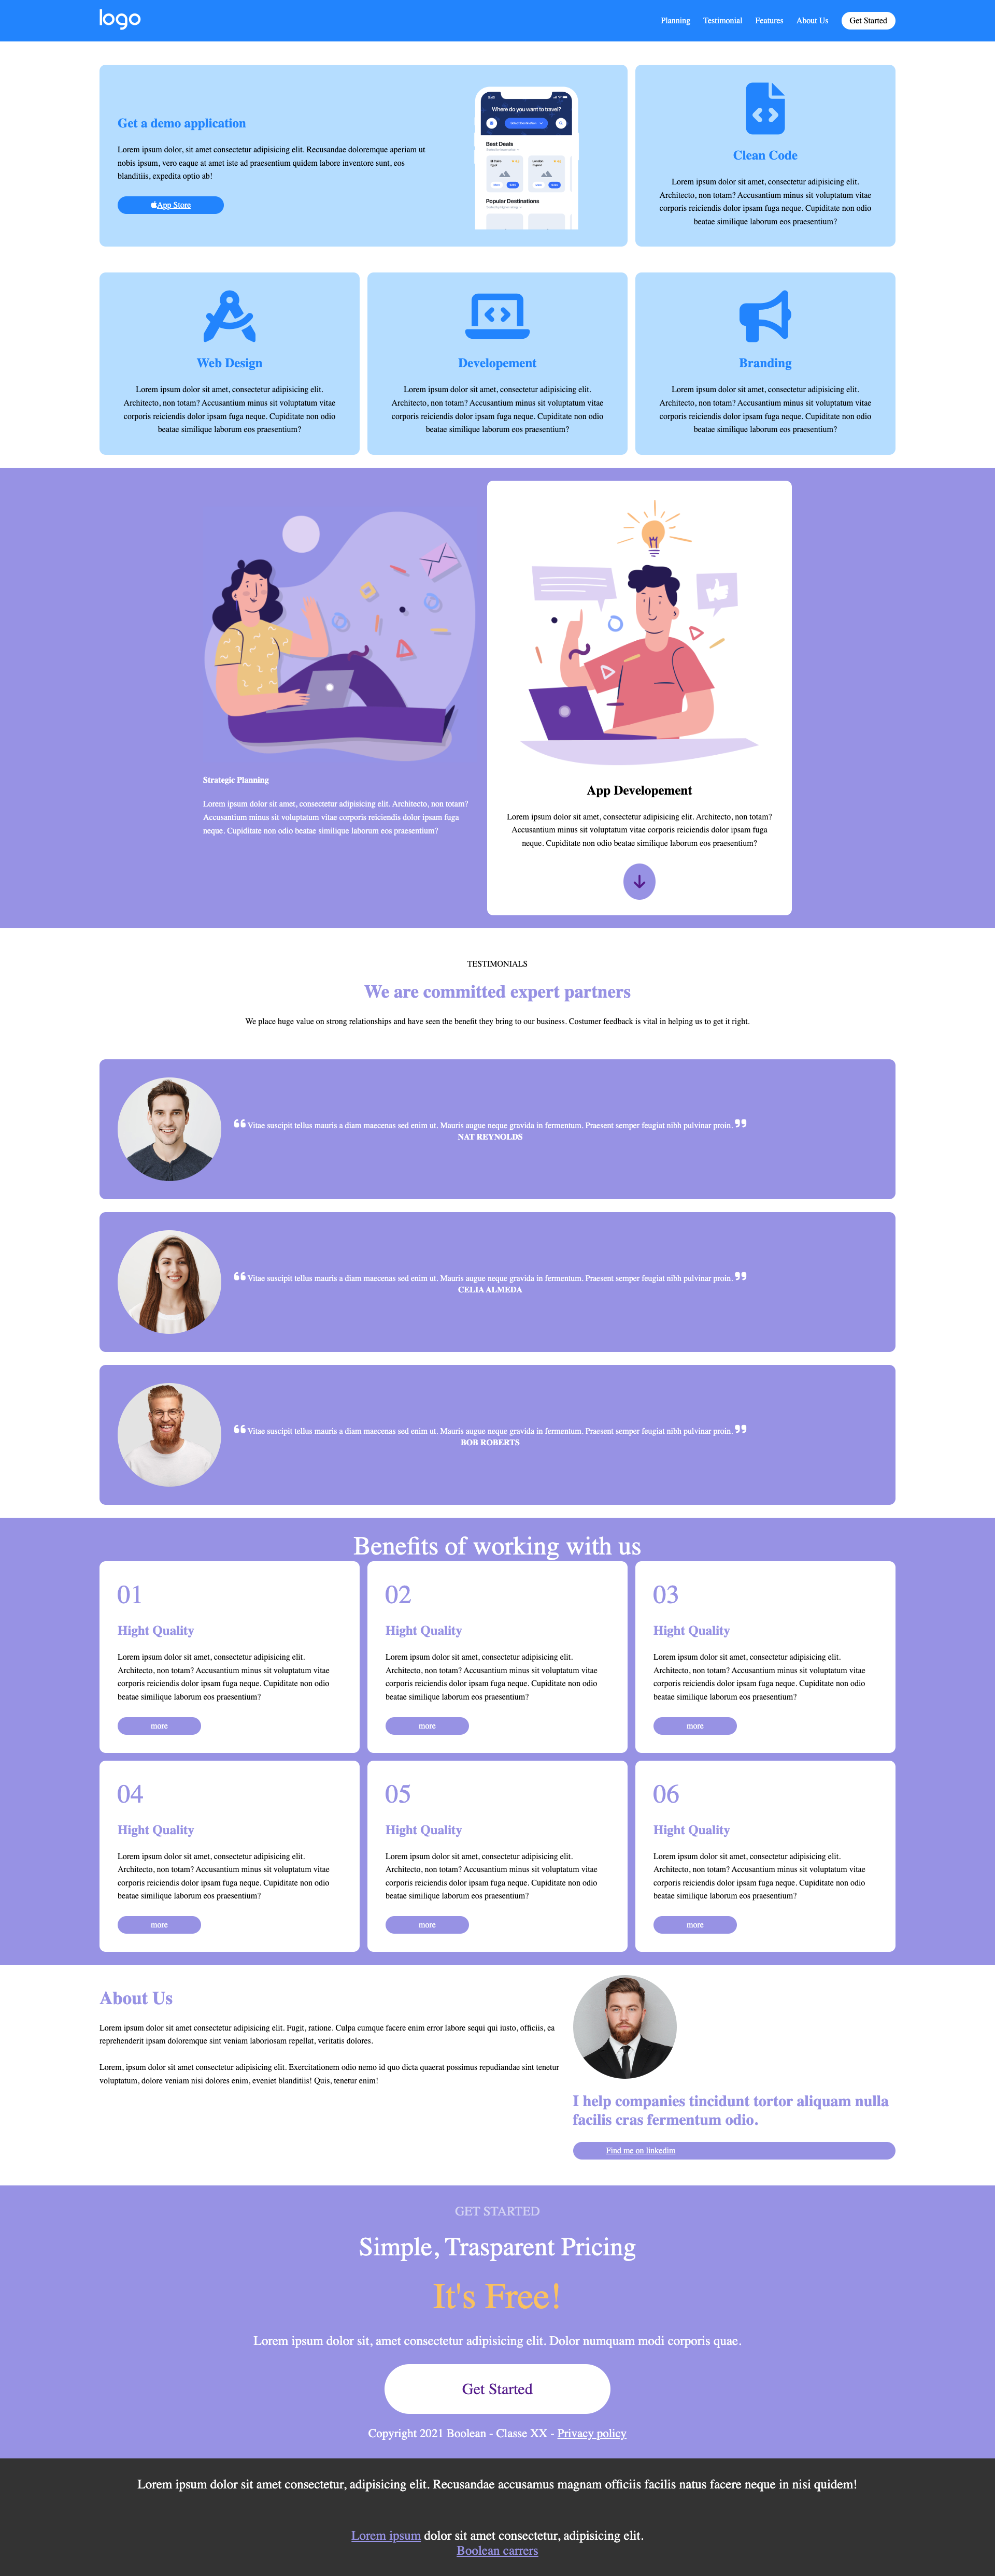 logo
Planning Testimonial Features About Us Get Started
Get a demo application
Lorem ipsum dolor, sit amet consectetur adipisicing elit. Recusandae doloremque aperiam ut
nobis ipsum, vero eaque at amet iste ad praesentium quidem labore inventore sunt, eos
blanditiis, expedita optio ab!
App Store
Where do you want to travel?
Select Destination
Best Deals
Popular Destinations
Clean Code
Lorem ipsum dolor sit amet, consectetur adipisicing elit.
Architecto, non totam? Accusantium minus sit voluptatum vitae
corporis reiciendis dolor ipsam fuga neque. Cupiditate non odio
beatae similique laborum eos praesentium?
Web Design
Lorem ipsum dolor sit amet, consectetur adipisicing elit.
Architecto, non totam? Accusantium minus sit voluptatum vitae
corporis reiciendis dolor ipsam fuga neque. Cupiditate non odio
beatae similique laborum eos praesentium?
Developement
Lorem ipsum dolor sit amet, consectetur adipisicing elit.
Architecto, non totam? Accusantium minus sit voluptatum vitae
corporis reiciendis dolor ipsam fuga neque. Cupiditate non odio
beatae similique laborum eos praesentium?
Branding
Lorem ipsum dolor sit amet, consectetur adipisicing elit.
Architecto, non totam? Accusantium minus sit voluptatum vitae
corporis reiciendis dolor ipsam fuga neque. Cupiditate non odio
beatae similique laborum eos praesentium?
Strategic Planning
Lorem ipsum dolor sit amet, consectetur adipisicing elit. Architecto, non totam?
Accusantium minus sit voluptatum vitae corporis reiciendis dolor ipsam fuga
neque. Cupiditate non odio beatae similique laborum eos praesentium?
App Developement
Lorem ipsum dolor sit amet, consectetur adipisicing elit. Architecto, non totam?
Accusantium minus sit voluptatum vitae corporis reiciendis dolor ipsam fuga
neque. Cupiditate non odio beatae similique laborum eos praesentium?
TESTIMONIALS
We are committed expert partners
We place huge value on strong relationships and have seen the benefit they bring to our business. Costumer feedback is vital in helping us to get it right.
“ Vitae suscipit tellus mauris a diam maecenas sed enim ut. Mauris augue neque gravida in fermentum. Praesent semper feugiat nibh pulvinar proin. ”
NAT REYNOLDS
“ Vitae suscipit tellus mauris a diam maecenas sed enim ut. Mauris augue neque gravida in fermentum. Praesent semper feugiat nibh pulvinar proin. ”
CELIA ALMEDA
“ Vitae suscipit tellus mauris a diam maecenas sed enim ut. Mauris augue neque gravida in fermentum. Praesent semper feugiat nibh pulvinar proin. ”
BOB ROBERTS
Benefits of working with us
01
Hight Quality
Lorem ipsum dolor sit amet, consectetur adipisicing elit.
Architecto, non totam? Accusantium minus sit voluptatum vitae
corporis reiciendis dolor ipsam fuga neque. Cupiditate non odio
beatae similique laborum eos praesentium?
more
02
Hight Quality
Lorem ipsum dolor sit amet, consectetur adipisicing elit.
Architecto, non totam? Accusantium minus sit voluptatum vitae
corporis reiciendis dolor ipsam fuga neque. Cupiditate non odio
beatae similique laborum eos praesentium?
more
03
Hight Quality
Lorem ipsum dolor sit amet, consectetur adipisicing elit.
Architecto, non totam? Accusantium minus sit voluptatum vitae
corporis reiciendis dolor ipsam fuga neque. Cupiditate non odio
beatae similique laborum eos praesentium?
more
04
Hight Quality
Lorem ipsum dolor sit amet, consectetur adipisicing elit.
Architecto, non totam? Accusantium minus sit voluptatum vitae
corporis reiciendis dolor ipsam fuga neque. Cupiditate non odio
beatae similique laborum eos praesentium?
more
05
Hight Quality
Lorem ipsum dolor sit amet, consectetur adipisicing elit.
Architecto, non totam? Accusantium minus sit voluptatum vitae
corporis reiciendis dolor ipsam fuga neque. Cupiditate non odio
beatae similique laborum eos praesentium?
more
06
Hight Quality
Lorem ipsum dolor sit amet, consectetur adipisicing elit.
Architecto, non totam? Accusantium minus sit voluptatum vitae
corporis reiciendis dolor ipsam fuga neque. Cupiditate non odio
beatae similique laborum eos praesentium?
more
About Us
Lorem ipsum dolor sit amet consectetur adipisicing elit. Fugit, ratione. Culpa cumque facere enim error labore sequi qui iusto, officiis, ea
reprehenderit ipsam doloremque sint veniam laboriosam repellat, veritatis dolores.
Lorem, ipsum dolor sit amet consectetur adipisicing elit. Exercitationem odio nemo id quo dicta quaerat possimus repudiandae sint tenetur
voluptatum, dolore veniam nisi dolores enim, eveniet blanditiis! Quis, tenetur enim!
I help companies tincidunt tortor aliquam nulla
facilis cras fermentum odio.
Find me on linkedim
GET STARTED
Simple, Trasparent Pricing
It's Free!
Lorem ipsum dolor sit, amet consectetur adipisicing elit. Dolor numquam modi corporis quae.
Get Started
Copyright 2021 Boolean - Classe XX - Privacy policy
Lorem ipsum dolor sit amet consectetur, adipisicing elit. Recusandae accusamus magnam officiis facilis natus facere neque in nisi quidem!
Lorem ipsum dolor sit amet consectetur, adipisicing elit.
Boolean carrers